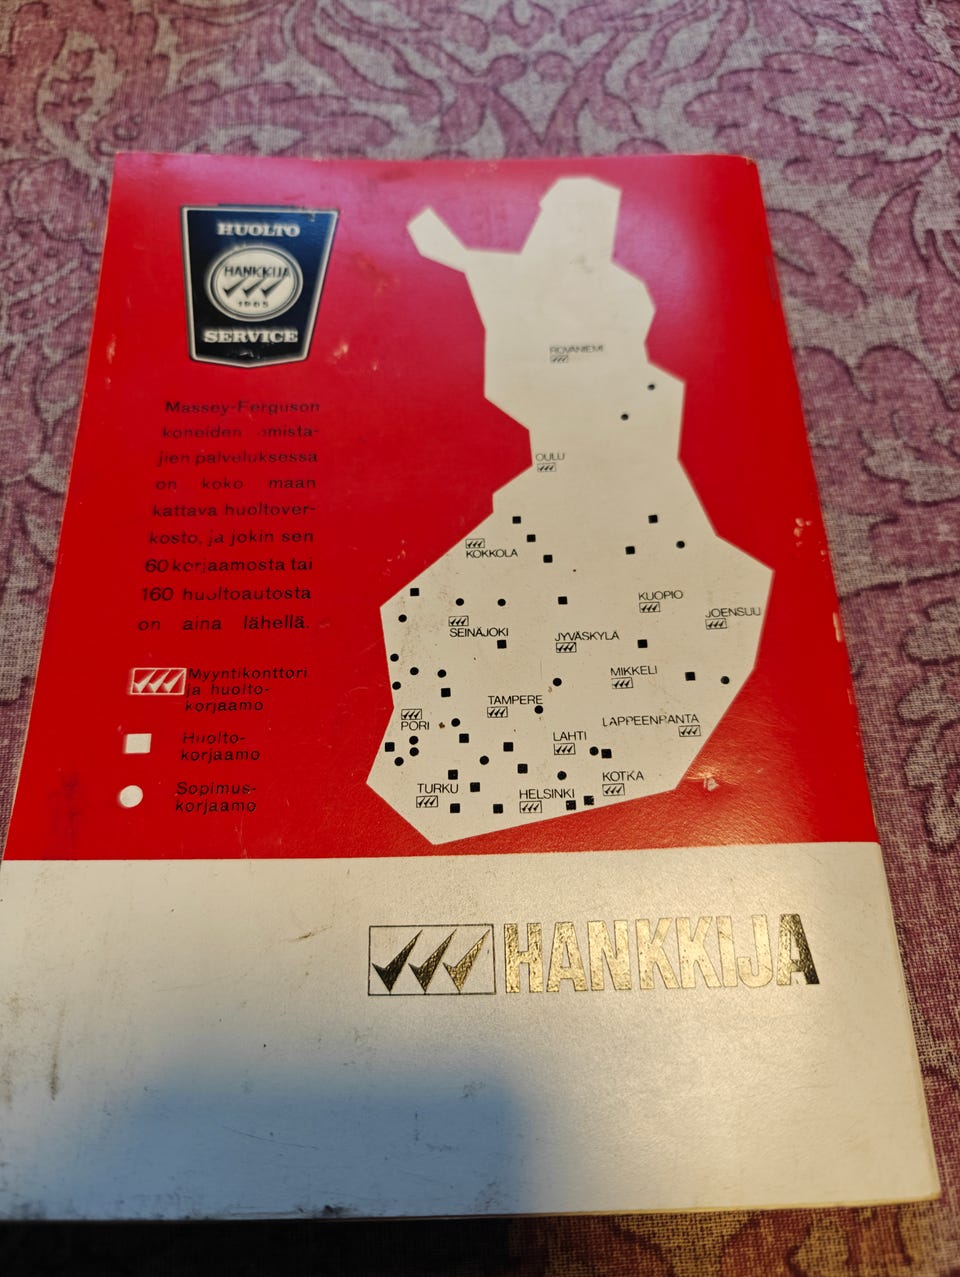 HUOLTO
HANKKIJA
1965
SERVICE
Massey-Ferguson
koneiden omista-
jien palveluksessa
on koko maan
kattava huoltover-
kosto, ja jokin sen
60 korjaamosta tai
160 huoltoautosta
on aina lähellä.
Myyntikonttori
ja huolto-
korjaamo
Huolto-
korjaamo
Sopimus-
korjaamo
ROVANIEMI
OULU
KOKKOLA
KUOPIO
JOENSUU
SEINÄJOKI
JYVÄSKYLÄ
MIKKELI
TAMPERE
PORI
LAPPEENRANTA
LAHTI
KOTKA
TURKU
HELSINKI
HANKKIJA